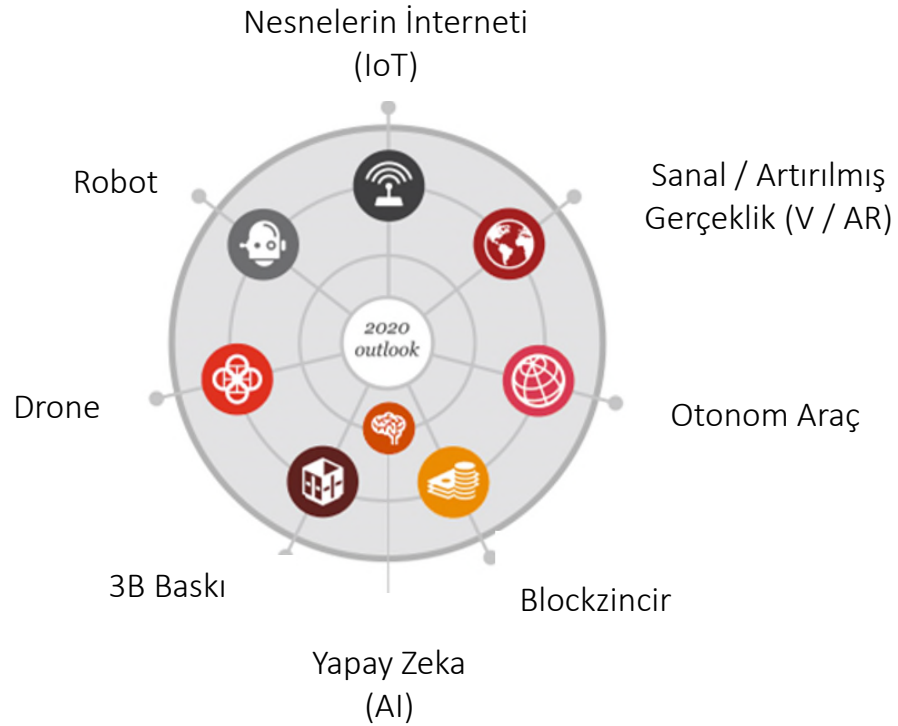 Nesnelerin İnterneti
(IoT)
Robot
Sanal / Artırılmış
Gerçeklik (V / AR)
2020
outlook
Drone
Otonom Araç
3B Baskı
Blockzincir
Yapay Zeka
(AI)